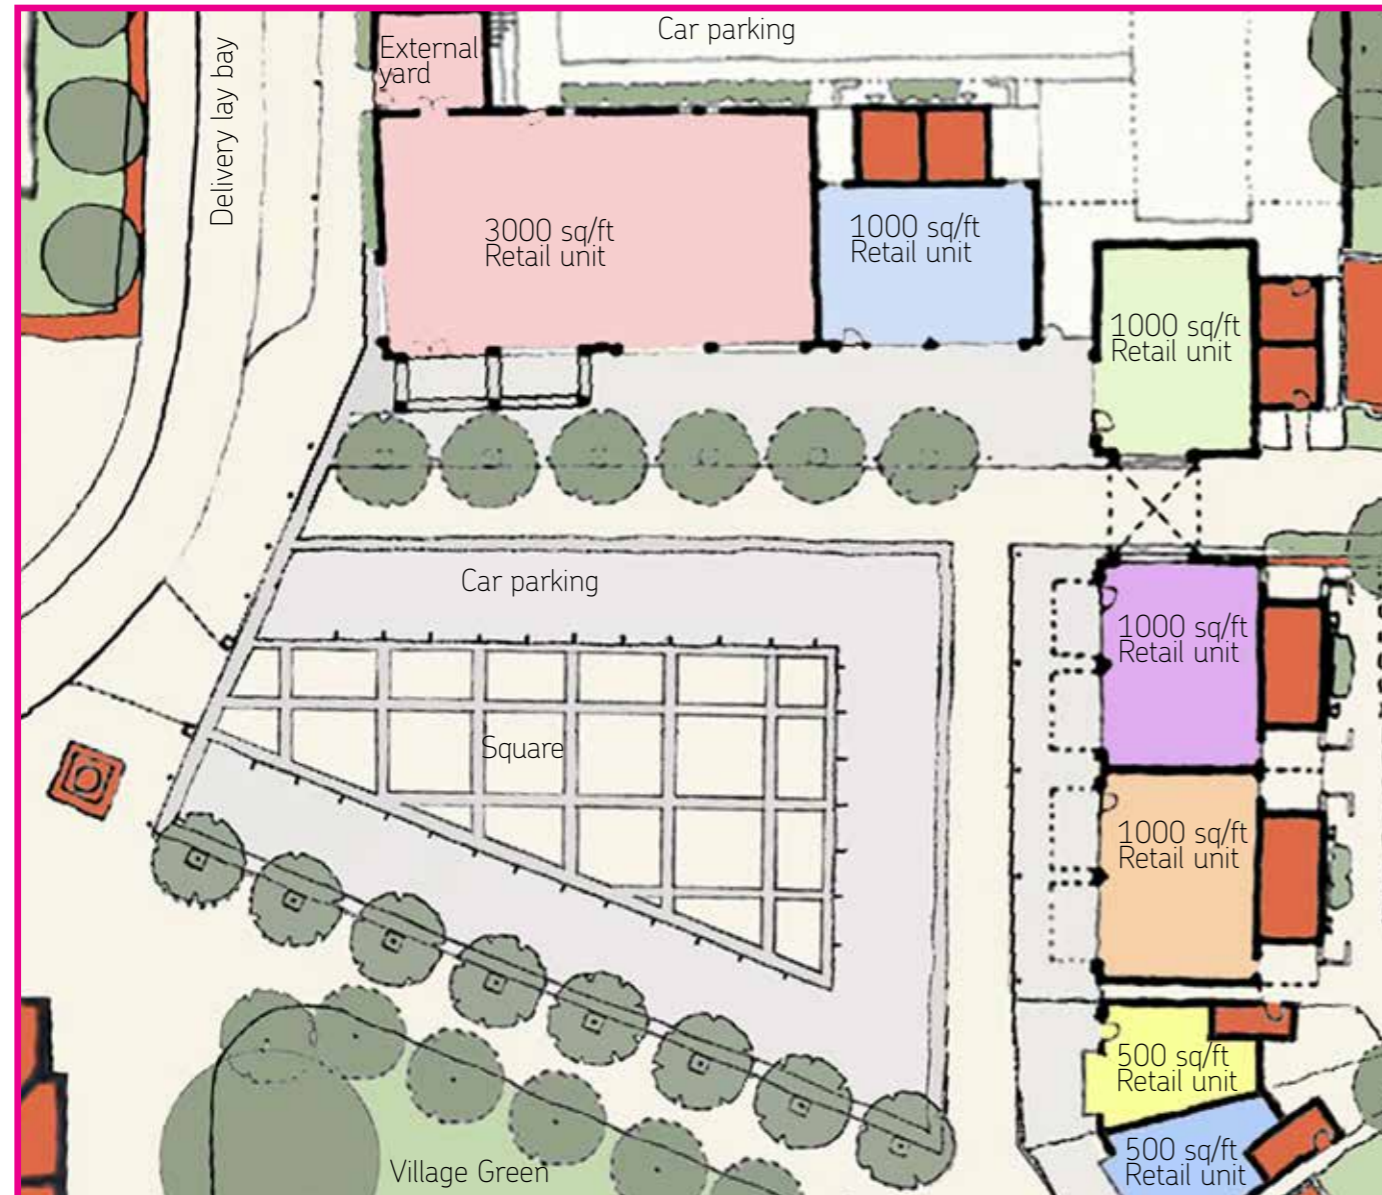 Car parking
External
yard
Delivery lay bay
3000 sq/ft
Retail unit
1000 sq/ft
Retail unit
1000 sq/ft
Retail unit
Car parking
1000 sq/ft
Retail unit
Square
1000 sq/ft
Retail unit
500 sq/ft
Retail unit
500 sq/ft
Retail unit
Village Green